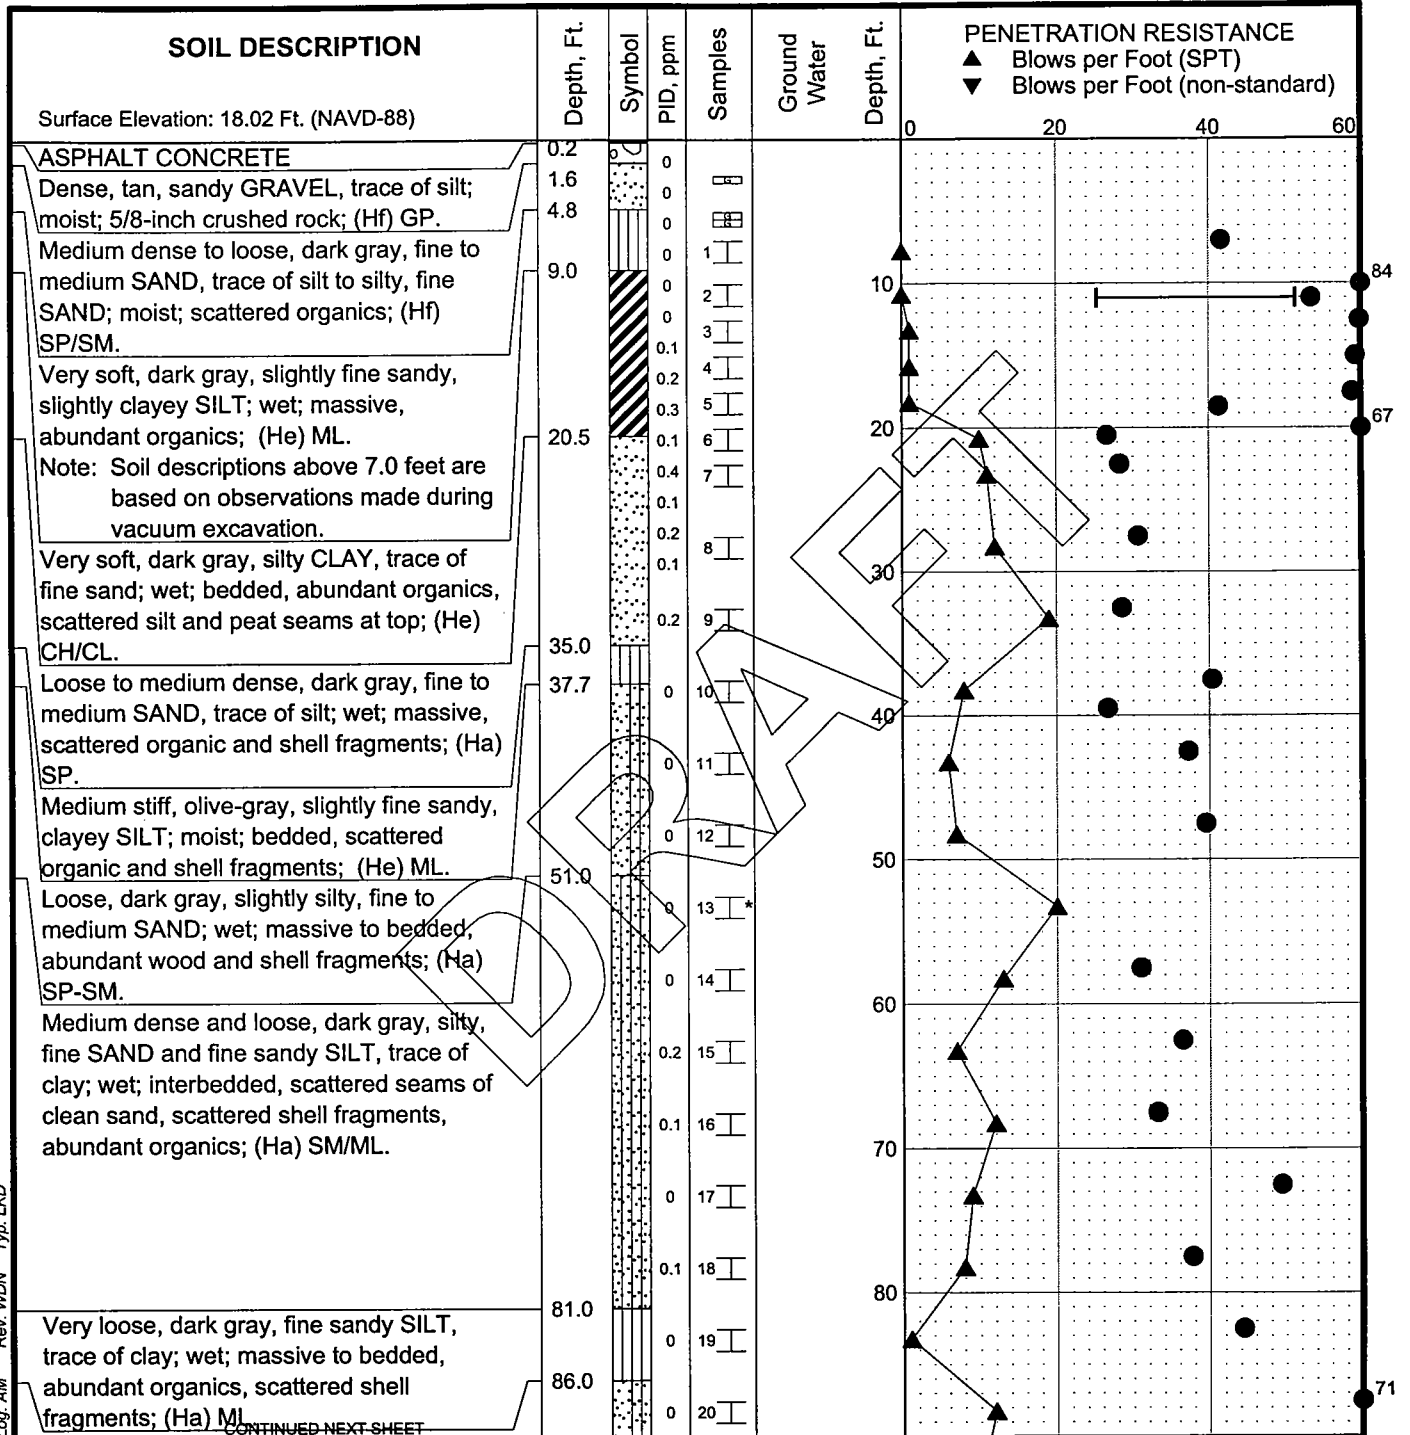 SOIL DESCRIPTION
Surface Elevation: 18.02 Ft. (NAVD-88)
Depth, Ft.
Symbol
PID, ppm
Samples
Ground
Water
Depth, Ft.
PENETRATION RESISTANCE
▲ Blows per Foot (SPT)
▼ Blows per Foot (non-standard)
0 20 40 60
ASPHALT CONCRETE
Dense, tan, sandy GRAVEL, trace of silt;
moist; 5/8-inch crushed rock; (Hf) GP.
Medium dense to loose, dark gray, fine to
medium SAND, trace of silt to silty, fine
SAND; moist; scattered organics; (Hf)
SP/SM.
Very soft, dark gray, slightly fine sandy,
slightly clayey SILT; wet; massive,
abundant organics; (He) ML.
Note: Soil descriptions above 7.0 feet are
based on observations made during
vacuum excavation.
Very soft, dark gray, silty CLAY, trace of
fine sand; wet; bedded, abundant organics,
scattered silt and peat seams at top; (He)
CH/CL.
Loose to medium dense, dark gray, fine to
medium SAND, trace of silt; wet; massive,
scattered organic and shell fragments; (Ha)
SP.
Medium stiff, olive-gray, slightly fine sandy,
clayey SILT; moist; bedded, scattered
organic and shell fragments; (He) ML.
Loose, dark gray, slightly silty, fine to
medium SAND; wet; massive to bedded,
abundant wood and shell fragments; (Ha)
SP-SM.
Medium dense and loose, dark gray, silty,
fine SAND and fine sandy SILT, trace of
clay; wet; interbedded, scattered seams of
clean sand, scattered shell fragments,
abundant organics; (Ha) SM/ML.
Very loose, dark gray, fine sandy SILT,
trace of clay; wet; massive to bedded,
abundant organics, scattered shell
fragments; (Ha) ML.
CONTINUED NEXT SHEET
0.2
1.6
4.8
9.0
20.5
35.0
37.7
51.0
81.0
86.0
0
0
0
0
0
0
0.1
0.2
0.3
0.1
0.4
0.1
0.2
0.1
0.2
0
0
0
0
0
0.2
0.1
0
0.1
0
0
G
G
G
1
2
3
4
5
6
7
8
9
10
11
12
13 *
14
15
16
17
18
19
20
10
20
30
40
50
60
70
80
84
67
71
DRAFT
Log: AM Rev: WDN Typ: LKD